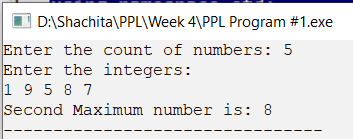 D:\Shachita\PPL\Week 4\PPL Program #1.exe
Enter the count of numbers: 5
Enter the integers:
1 9 5 8 7
Second Maximum number is: 8
--------------------------------